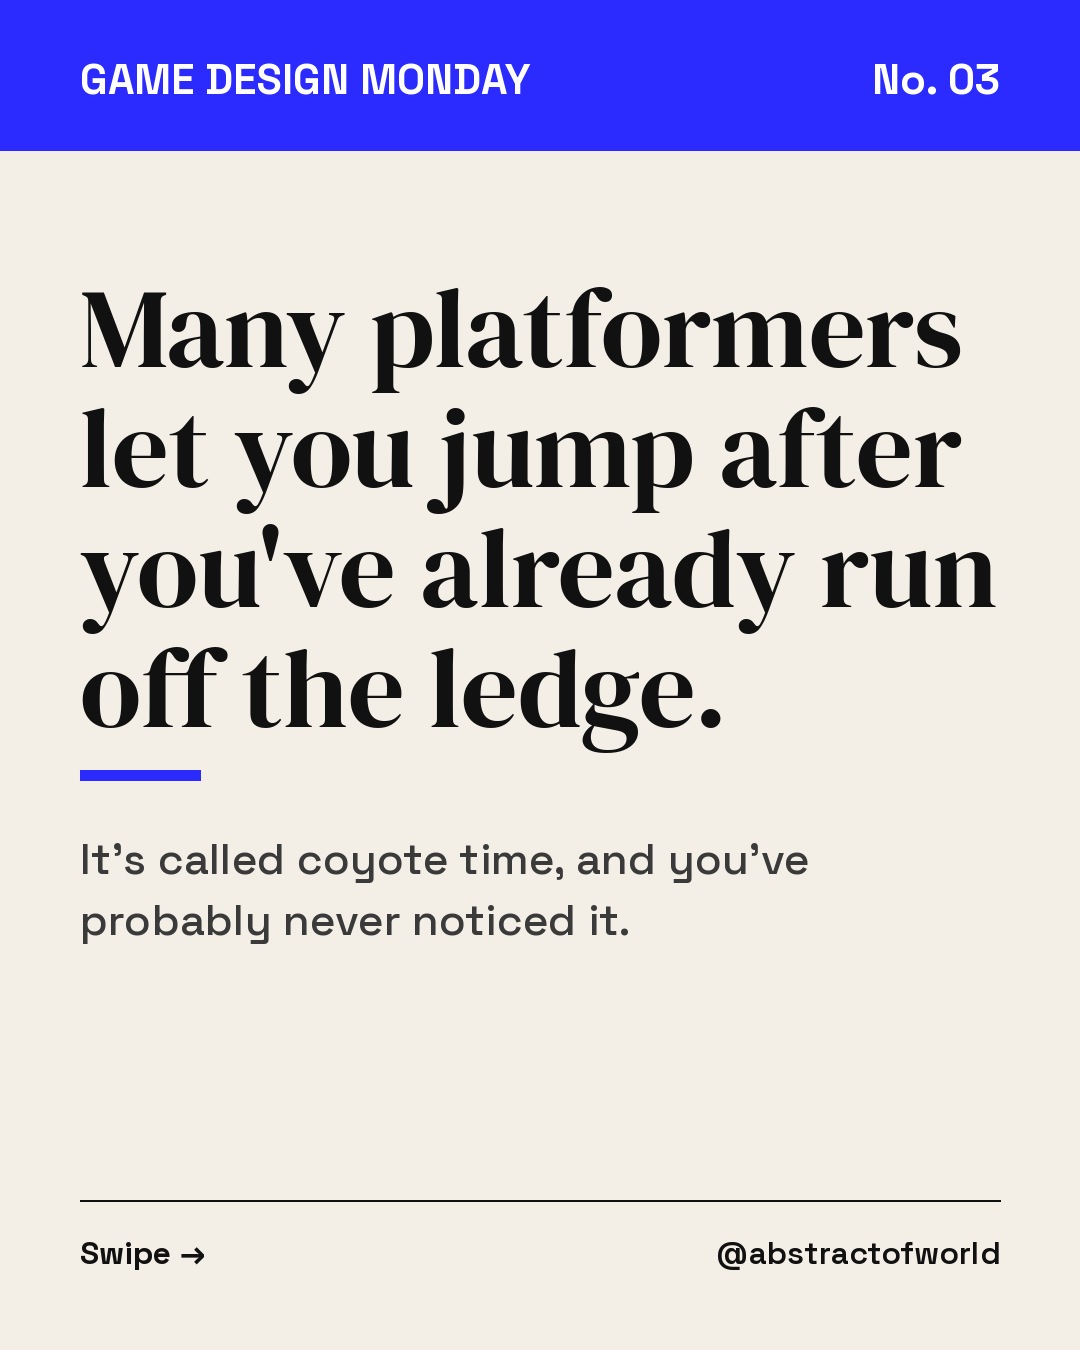 GAME DESIGN MONDAY No. 03
Many platformers
let you jump after
you've already run
off the ledge.
It’s called coyote time, and you’ve
probably never noticed it.
Swipe → @abstractofworld